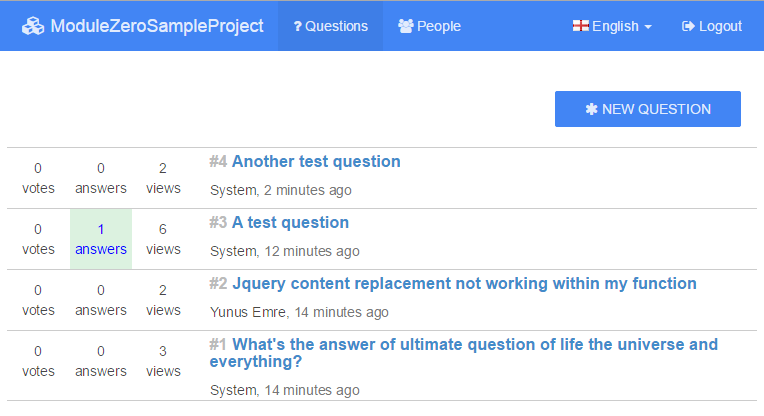 ModuleZeroSampleProject ? Questions People English Logout
✱ NEW QUESTION
0 votes 0 answers 2 views
#4 Another test question
System, 2 minutes ago
0 votes 1 answers 6 views
#3 A test question
System, 12 minutes ago
0 votes 0 answers 2 views
#2 Jquery content replacement not working within my function
Yunus Emre, 14 minutes ago
0 votes 0 answers 3 views
#1 What's the answer of ultimate question of life the universe and
everything?
System, 14 minutes ago